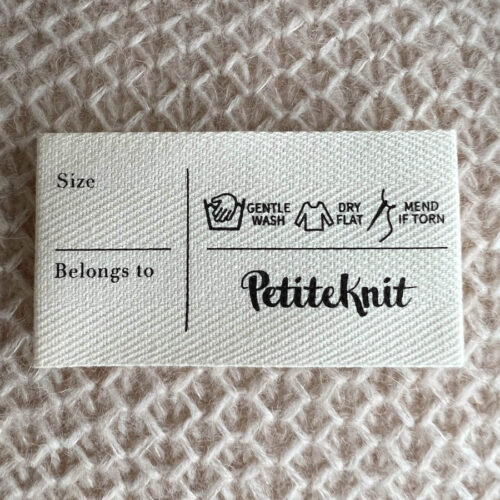 Size
Belongs to
GENTLE
WASH
DRY
FLAT
MEND
IF TORN
PetiteKnit